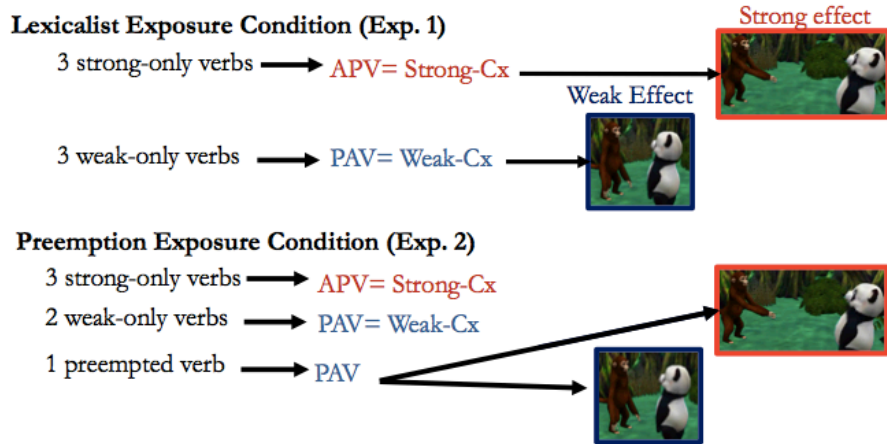 Strong effect
Lexicalist Exposure Condition (Exp. 1)
3 strong-only verbs
APV= Strong-Cx
Weak Effect
3 weak-only verbs
PAV= Weak-Cx
Preemption Exposure Condition (Exp. 2)
3 strong-only verbs
APV= Strong-Cx
2 weak-only verbs
PAV= Weak-Cx
1 preempted verb
PAV